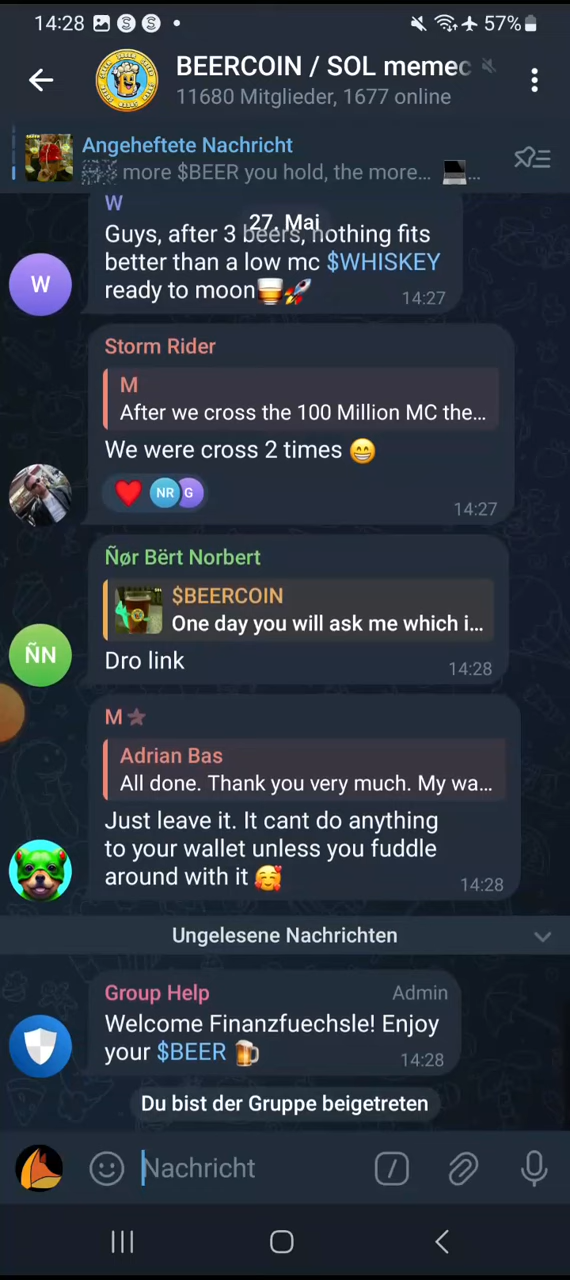 14:28 57%
BEERCOIN / SOL memec
11680 Mitglieder, 1677 online
Angeheftete Nachricht
more $BEER you hold, the more… …
W
27. Mai
Guys, after 3 beers, nothing fits
better than a low mc $WHISKEY
ready to moon🥃🚀
W
14:27
Storm Rider
M
After we cross the 100 Million MC the…
We were cross 2 times 😁
❤️ NR G
14:27
Ñør Bërt Norbert
$BEERCOIN
One day you will ask me which i…
ÑN
Dro link
14:28
M
Adrian Bas
All done. Thank you very much. My wa…
Just leave it. It cant do anything
to your wallet unless you fuddle
around with it 🥰
14:28
Ungelesene Nachrichten
Group Help Admin
Welcome Finanzfuechsle! Enjoy
your $BEER 🍺
14:28
Du bist der Gruppe beigetreten
Nachricht